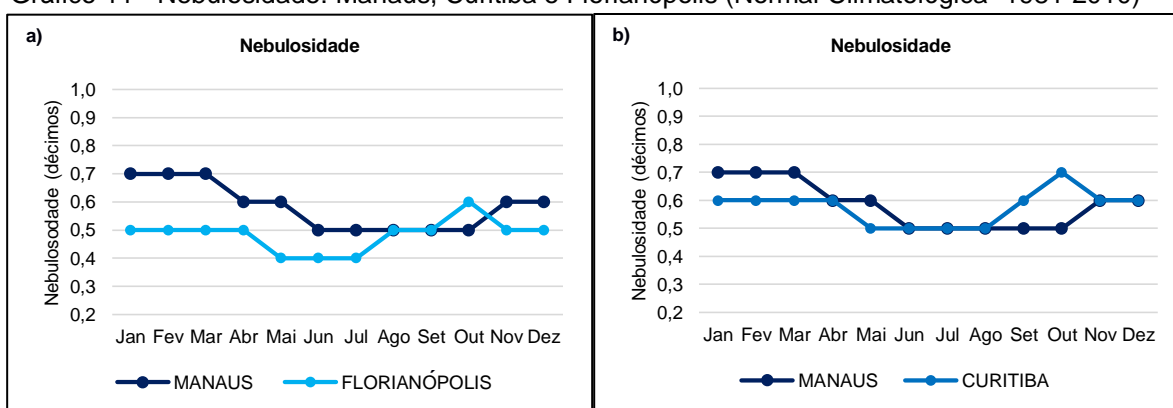 Gráfico - Nebulosidade: Manaus, Curitiba e Florianópolis (Normal Climatológica -1981-2010)
a)
Nebulosidade
Nebulosodade (décimos)
1,0
0,9
0,8
0,7
0,6
0,5
0,4
0,3
0,2
Jan Fev Mar Abr Mai Jun Jul Ago Set Out Nov Dez
MANAUS FLORIANÓPOLIS
b)
Nebulosidade
Nebulosidade (décimos)
1,0
0,9
0,8
0,7
0,6
0,5
0,4
0,3
0,2
Jan Fev Mar Abr Mai Jun Jul Ago Set Out Nov Dez
MANAUS CURITIBA